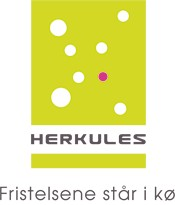 HERKULES
Fristelsene står i kø